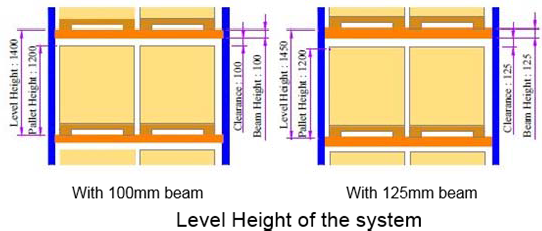 Level Height : 1400
Pallet Height : 1200
Clearance : 100
Beam Height : 100
Level Height : 1450
Pallet Height : 1200
Clearance : 125
Beam Height : 125
With 100mm beam
With 125mm beam
Level Height of the system